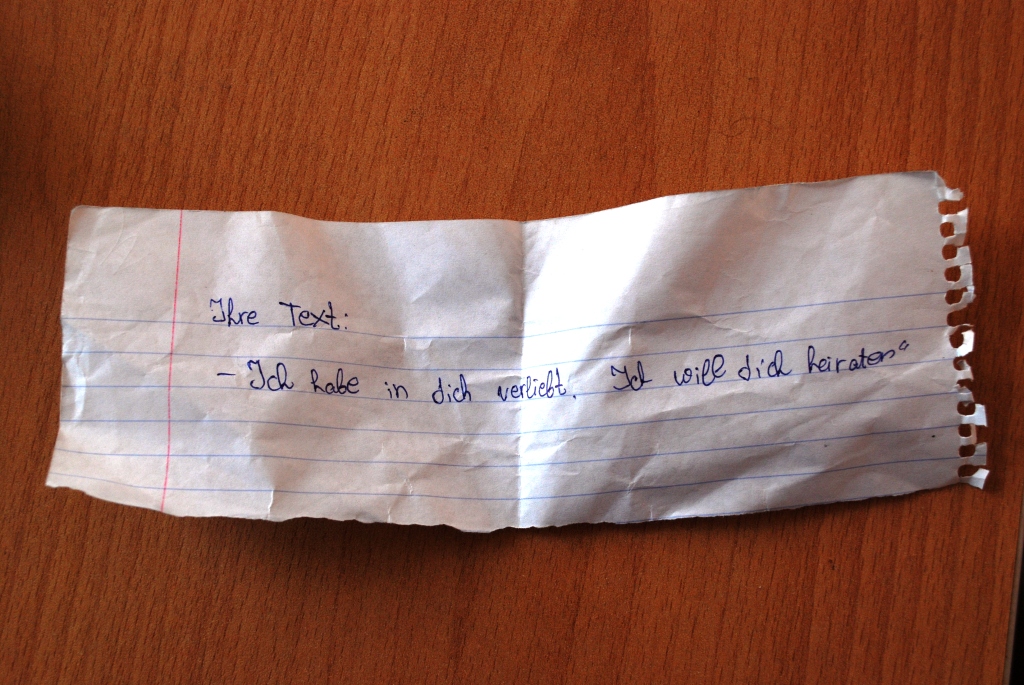 Ihre Text:
- Ich habe in dich verliebt. Ich will dich heiraten“